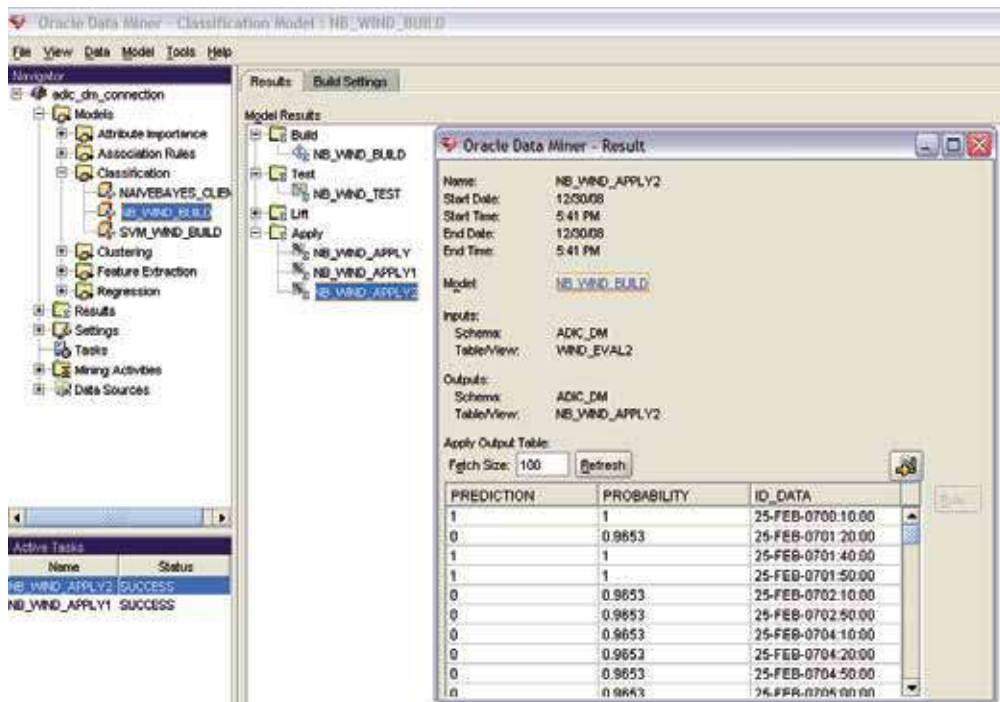 Oracle Data Miner - Classification Model : NB_WIND_BUILD
File View Data Model Tools Help
Navigator
adic_dm_connection
Models
Attribute Importance
Association Rules
Classification
NAIVEBAYES_CLIEN
NB_WIND_BUILD
SVM_WIND_BUILD
Clustering
Feature Extraction
Regression
Results
Settings
Tasks
Mining Activities
Data Sources
Active Tasks
Name Status
NB_WIND_APPLY2 SUCCESS
NB_WIND_APPLY1 SUCCESS
Results Build Settings
Model Results
Build
NB_WIND_BUILD
Test
NB_WIND_TEST
Lift
Apply
NB_WIND_APPLY
NB_WIND_APPLY1
NB_WIND_APPLY2
Oracle Data Miner - Result
Name: NB_WIND_APPLY2
Start Date: 12/30/08
Start Time: 5:41 PM
End Date: 12/30/08
End Time: 5:41 PM
Model: NB_WIND_BUILD
Inputs:
Schema: ADIC_DM
Table/View: WIND_EVAL2
Outputs:
Schema: ADIC_DM
Table/View: NB_WIND_APPLY2
Apply Output Table:
Fetch Size: 100 Refresh
PREDICTION PROBABILITY ID_DATA
1 1 25-FEB-0700:10:00
0 0.9653 25-FEB-0701:20:00
1 1 25-FEB-0701:40:00
1 1 25-FEB-0701:50:00
0 0.9653 25-FEB-0702:10:00
0 0.9653 25-FEB-0702:50:00
0 0.9653 25-FEB-0704:10:00
0 0.9653 25-FEB-0704:20:00
0 0.9653 25-FEB-0704:50:00
0 0.9653 25-FEB-0705:00:00